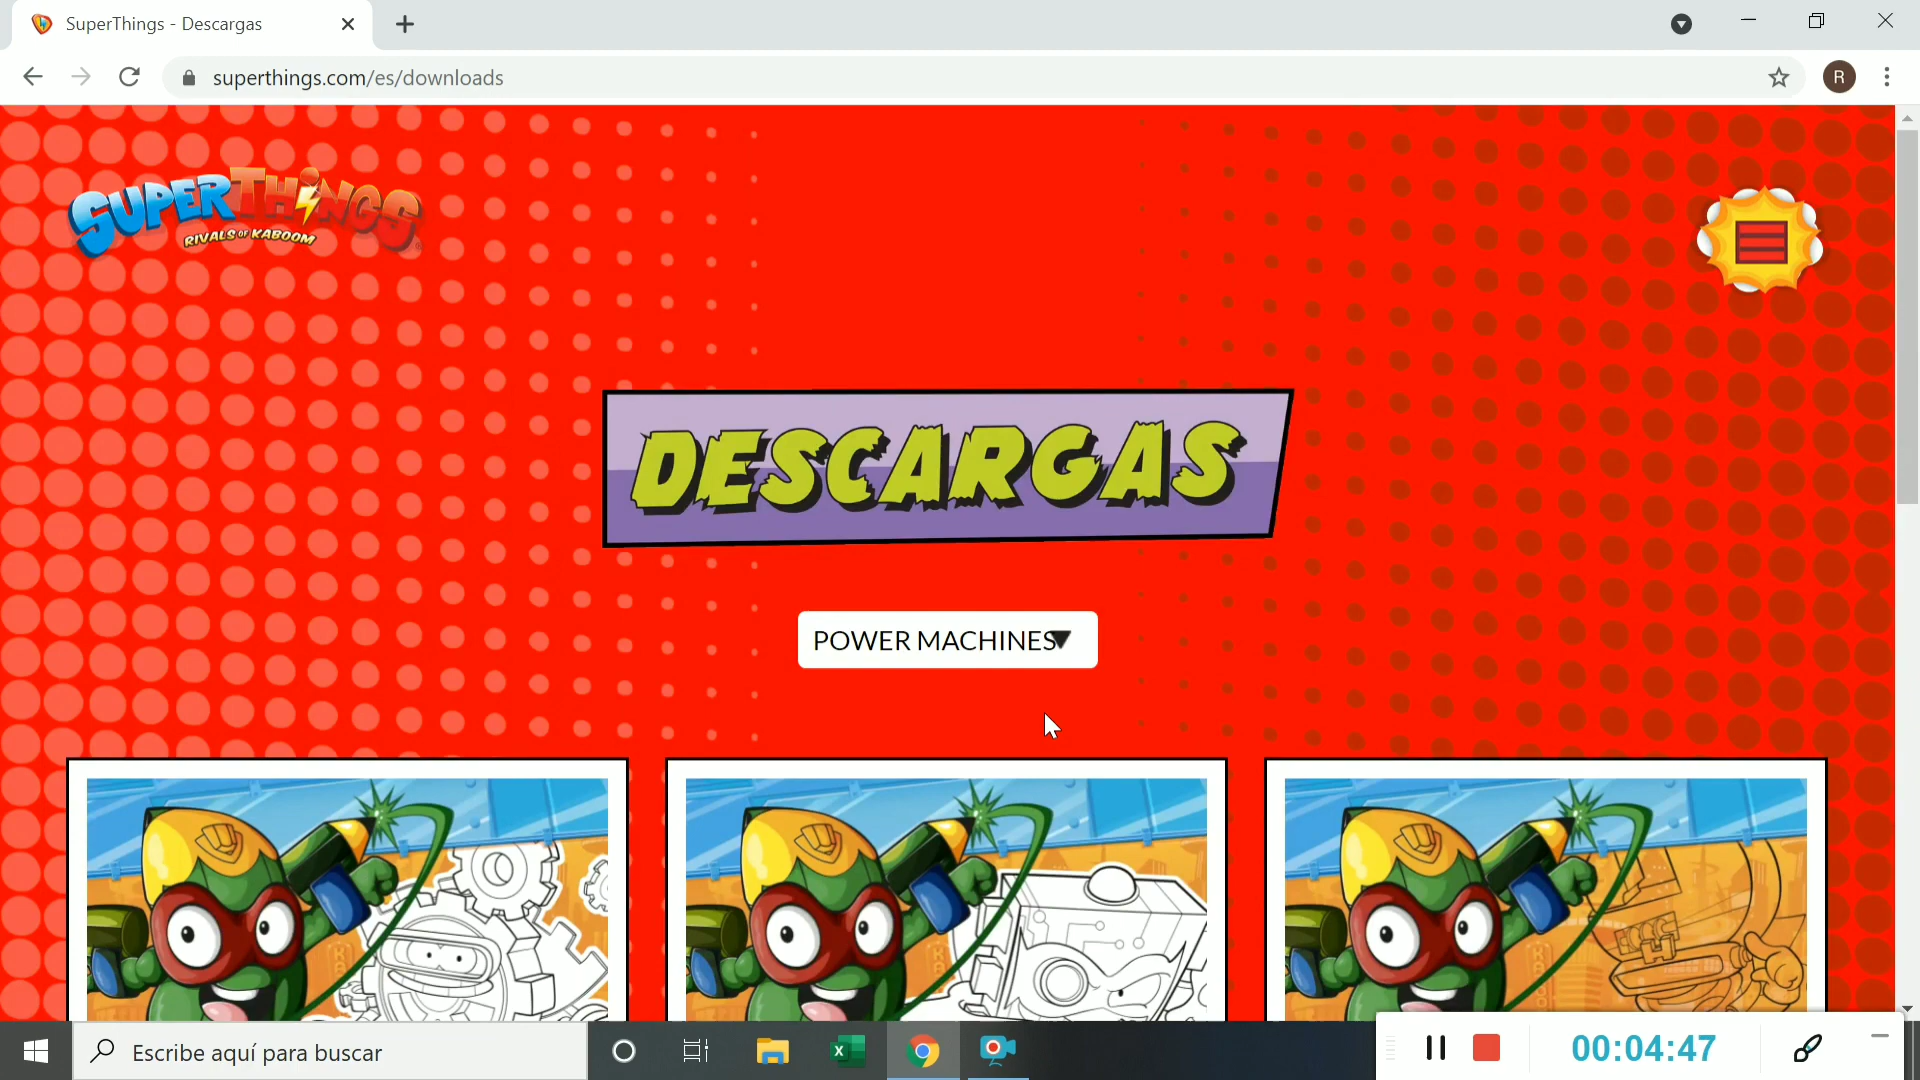 SuperThings - Descargas
superthings.com/es/downloads
R
SUPERTHINGS
RIVALS OF KABOOM
DESCARGAS
POWER MACHINES
Escribe aquí para buscar
00:04:47